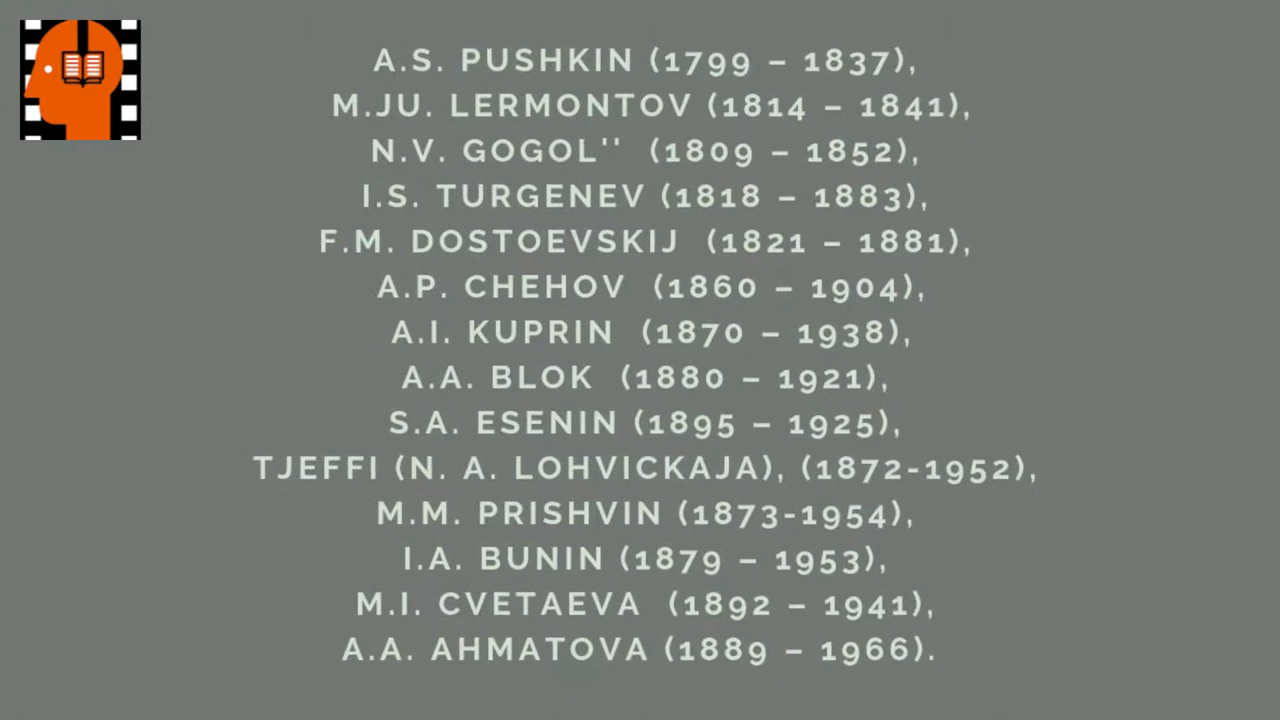 A.S. PUSHKIN (1799 – 1837),
M.JU. LERMONTOV (1814 – 1841),
N.V. GOGOL'' (1809 – 1852),
I.S. TURGENEV (1818 – 1883),
F.M. DOSTOEVSKIJ (1821 – 1881),
A.P. CHEHOV (1860 – 1904),
A.I. KUPRIN (1870 – 1938),
A.A. BLOK (1880 – 1921),
S.A. ESENIN (1895 – 1925),
TJEFFI (N. A. LOHVICKAJA), (1872-1952),
M.M. PRISHVIN (1873-1954),
I.A. BUNIN (1879 – 1953),
M.I. CVETAEVA (1892 – 1941),
A.A. AHMATOVA (1889 – 1966).